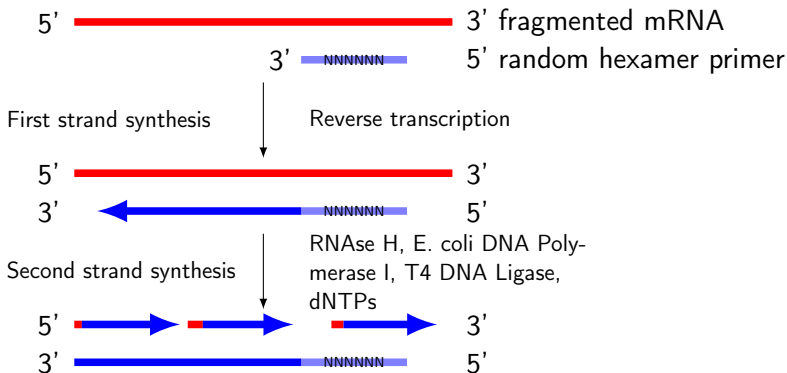 5’ 3’ fragmented mRNA
3’ NNNNNN 5’ random hexamer primer
First strand synthesis Reverse transcription
5’ 3’
3’ NNNNNN 5’
Second strand synthesis
RNAse H, E. coli DNA Poly-
merase I, T4 DNA Ligase,
dNTPs
5’ 3’
3’ NNNNNN 5’